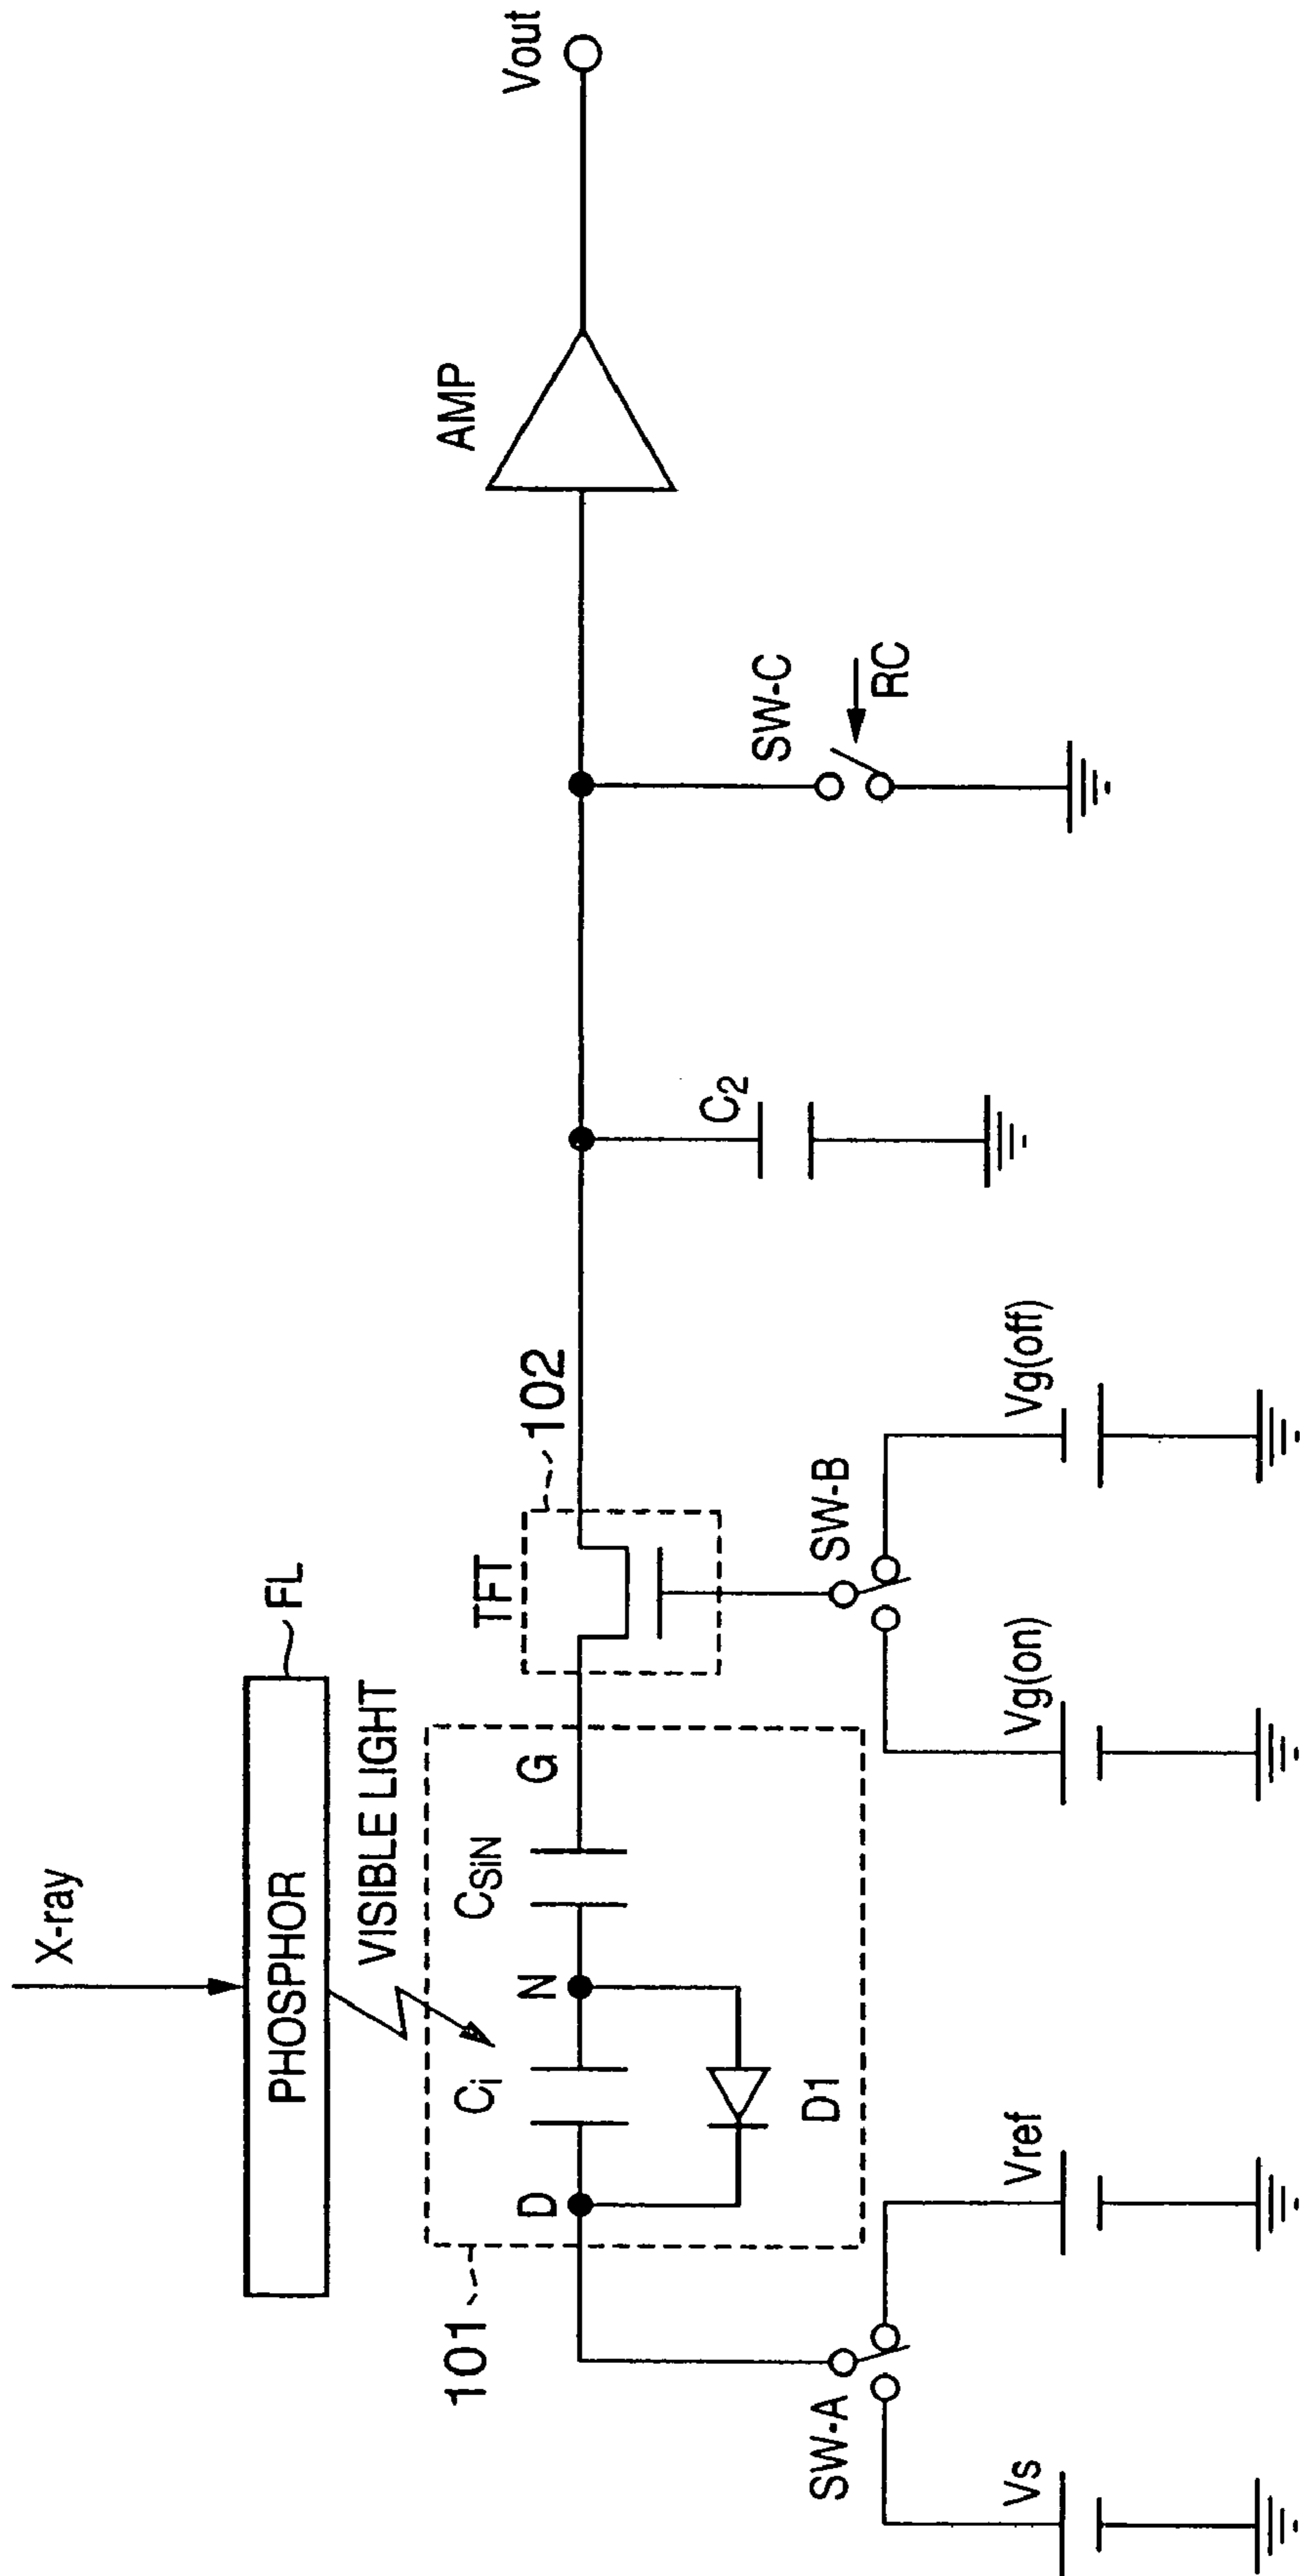 X-ray
PHOSPHOR
FL
VISIBLE LIGHT
101
D
Ci
N
CSiN
G
D1
TFT
102
C2
AMP
Vout
SW-A
Vs
Vref
SW-B
Vg(on)
Vg(off)
SW-C
RC